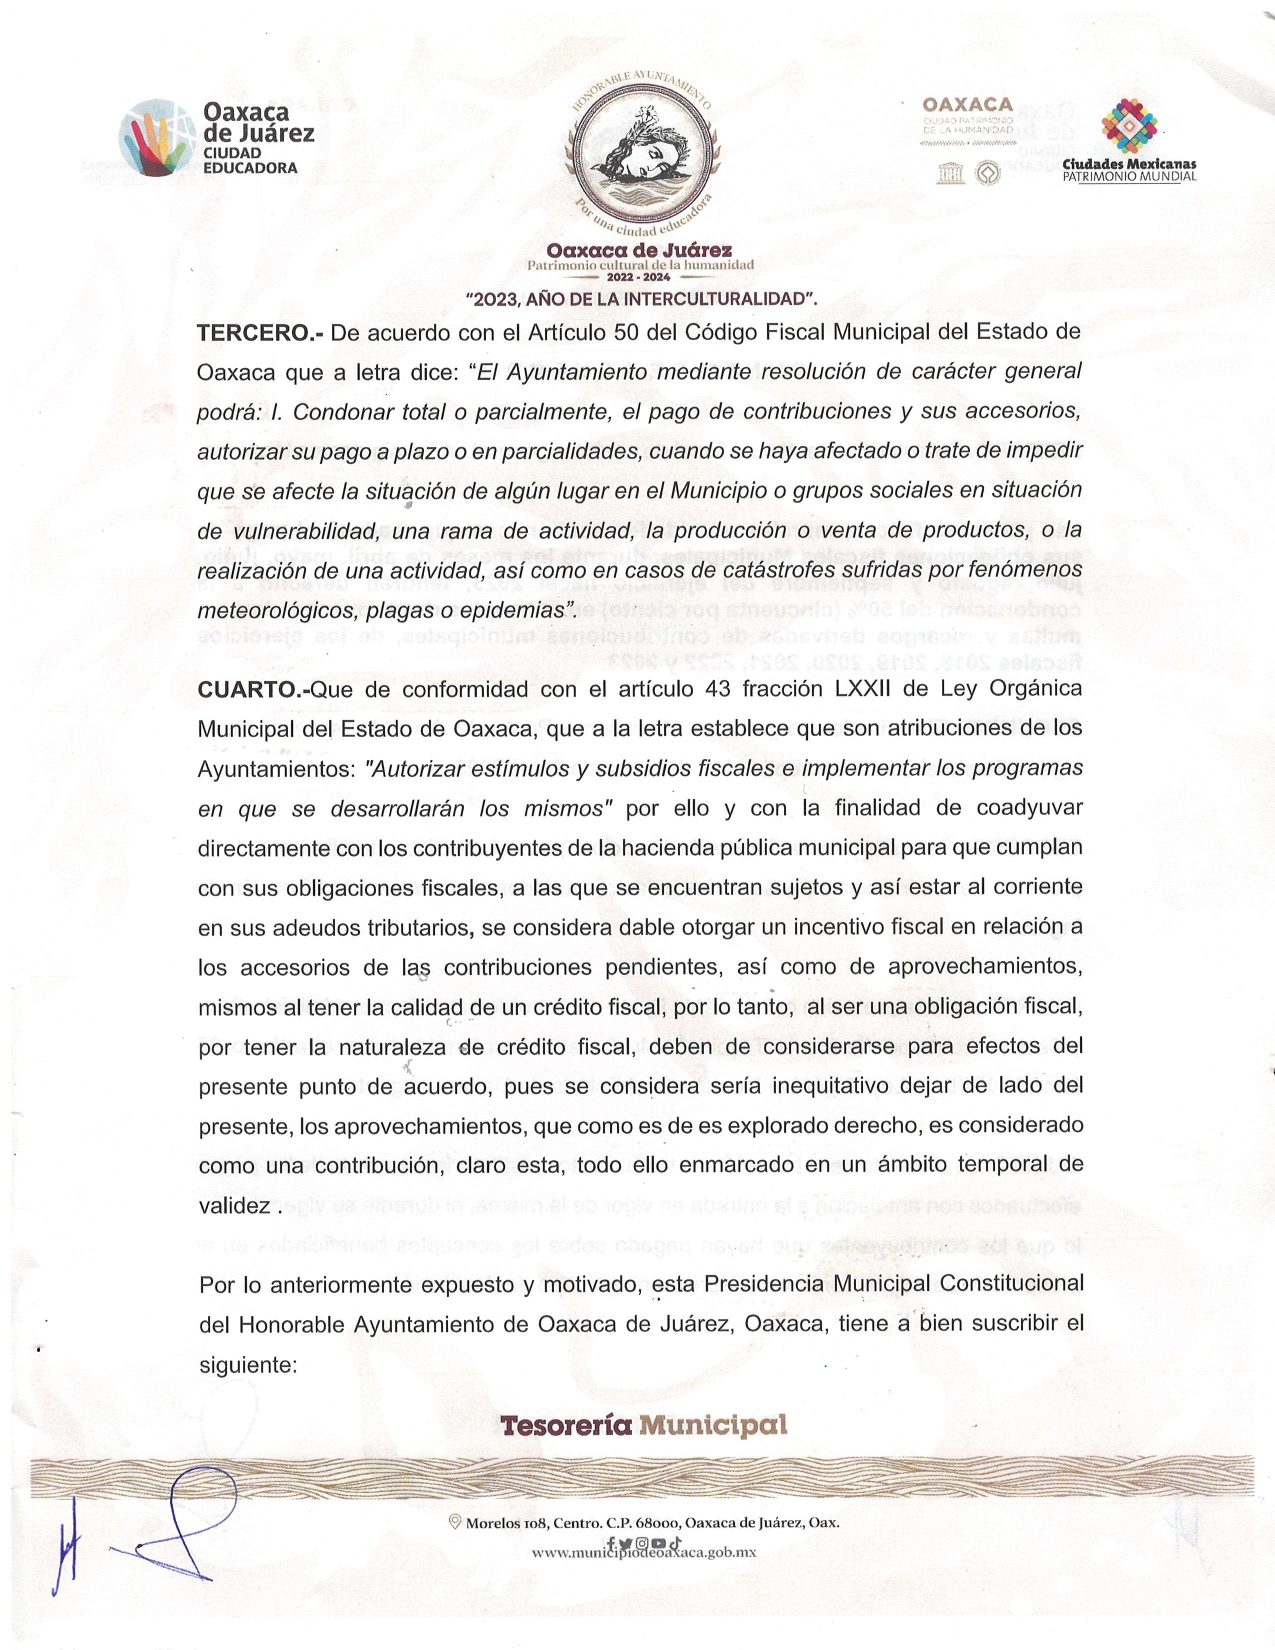 Oaxaca
de Juárez
CIUDAD
EDUCADORA
HONORABLE AYUNTAMIENTO
Por una ciudad educadora
Oaxaca de Juárez
Patrimonio cultural de la humanidad
2022 - 2024
OAXACA
CIUDAD PATRIMONIO
DE LA HUMANIDAD
Ciudades Mexicanas
PATRIMONIO MUNDIAL
"2023, AÑO DE LA INTERCULTURALIDAD".
TERCERO.- De acuerdo con el Artículo 50 del Código Fiscal Municipal del Estado de
Oaxaca que a letra dice: “El Ayuntamiento mediante resolución de carácter general
podrá: I. Condonar total o parcialmente, el pago de contribuciones y sus accesorios,
autorizar su pago a plazo o en parcialidades, cuando se haya afectado o trate de impedir
que se afecte la situación de algún lugar en el Municipio o grupos sociales en situación
de vulnerabilidad, una rama de actividad, la producción o venta de productos, o la
realización de una actividad, así como en casos de catástrofes sufridas por fenómenos
meteorológicos, plagas o epidemias”.
CUARTO.-Que de conformidad con el artículo 43 fracción LXXII de Ley Orgánica
Municipal del Estado de Oaxaca, que a la letra establece que son atribuciones de los
Ayuntamientos: "Autorizar estímulos y subsidios fiscales e implementar los programas
en que se desarrollarán los mismos" por ello y con la finalidad de coadyuvar
directamente con los contribuyentes de la hacienda pública municipal para que cumplan
con sus obligaciones fiscales, a las que se encuentran sujetos y así estar al corriente
en sus adeudos tributarios, se considera dable otorgar un incentivo fiscal en relación a
los accesorios de las contribuciones pendientes, así como de aprovechamientos,
mismos al tener la calidad de un crédito fiscal, por lo tanto, al ser una obligación fiscal,
por tener la naturaleza de crédito fiscal, deben de considerarse para efectos del
presente punto de acuerdo, pues se considera sería inequitativo dejar de lado del
presente, los aprovechamientos, que como es de es explorado derecho, es considerado
como una contribución, claro esta, todo ello enmarcado en un ámbito temporal de
validez .
Por lo anteriormente expuesto y motivado, esta Presidencia Municipal Constitucional
del Honorable Ayuntamiento de Oaxaca de Juárez, Oaxaca, tiene a bien suscribir el
siguiente:
Tesorería Municipal
Morelos 108, Centro. C.P. 68000, Oaxaca de Juárez, Oax.
www.municipiodeoaxaca.gob.mx